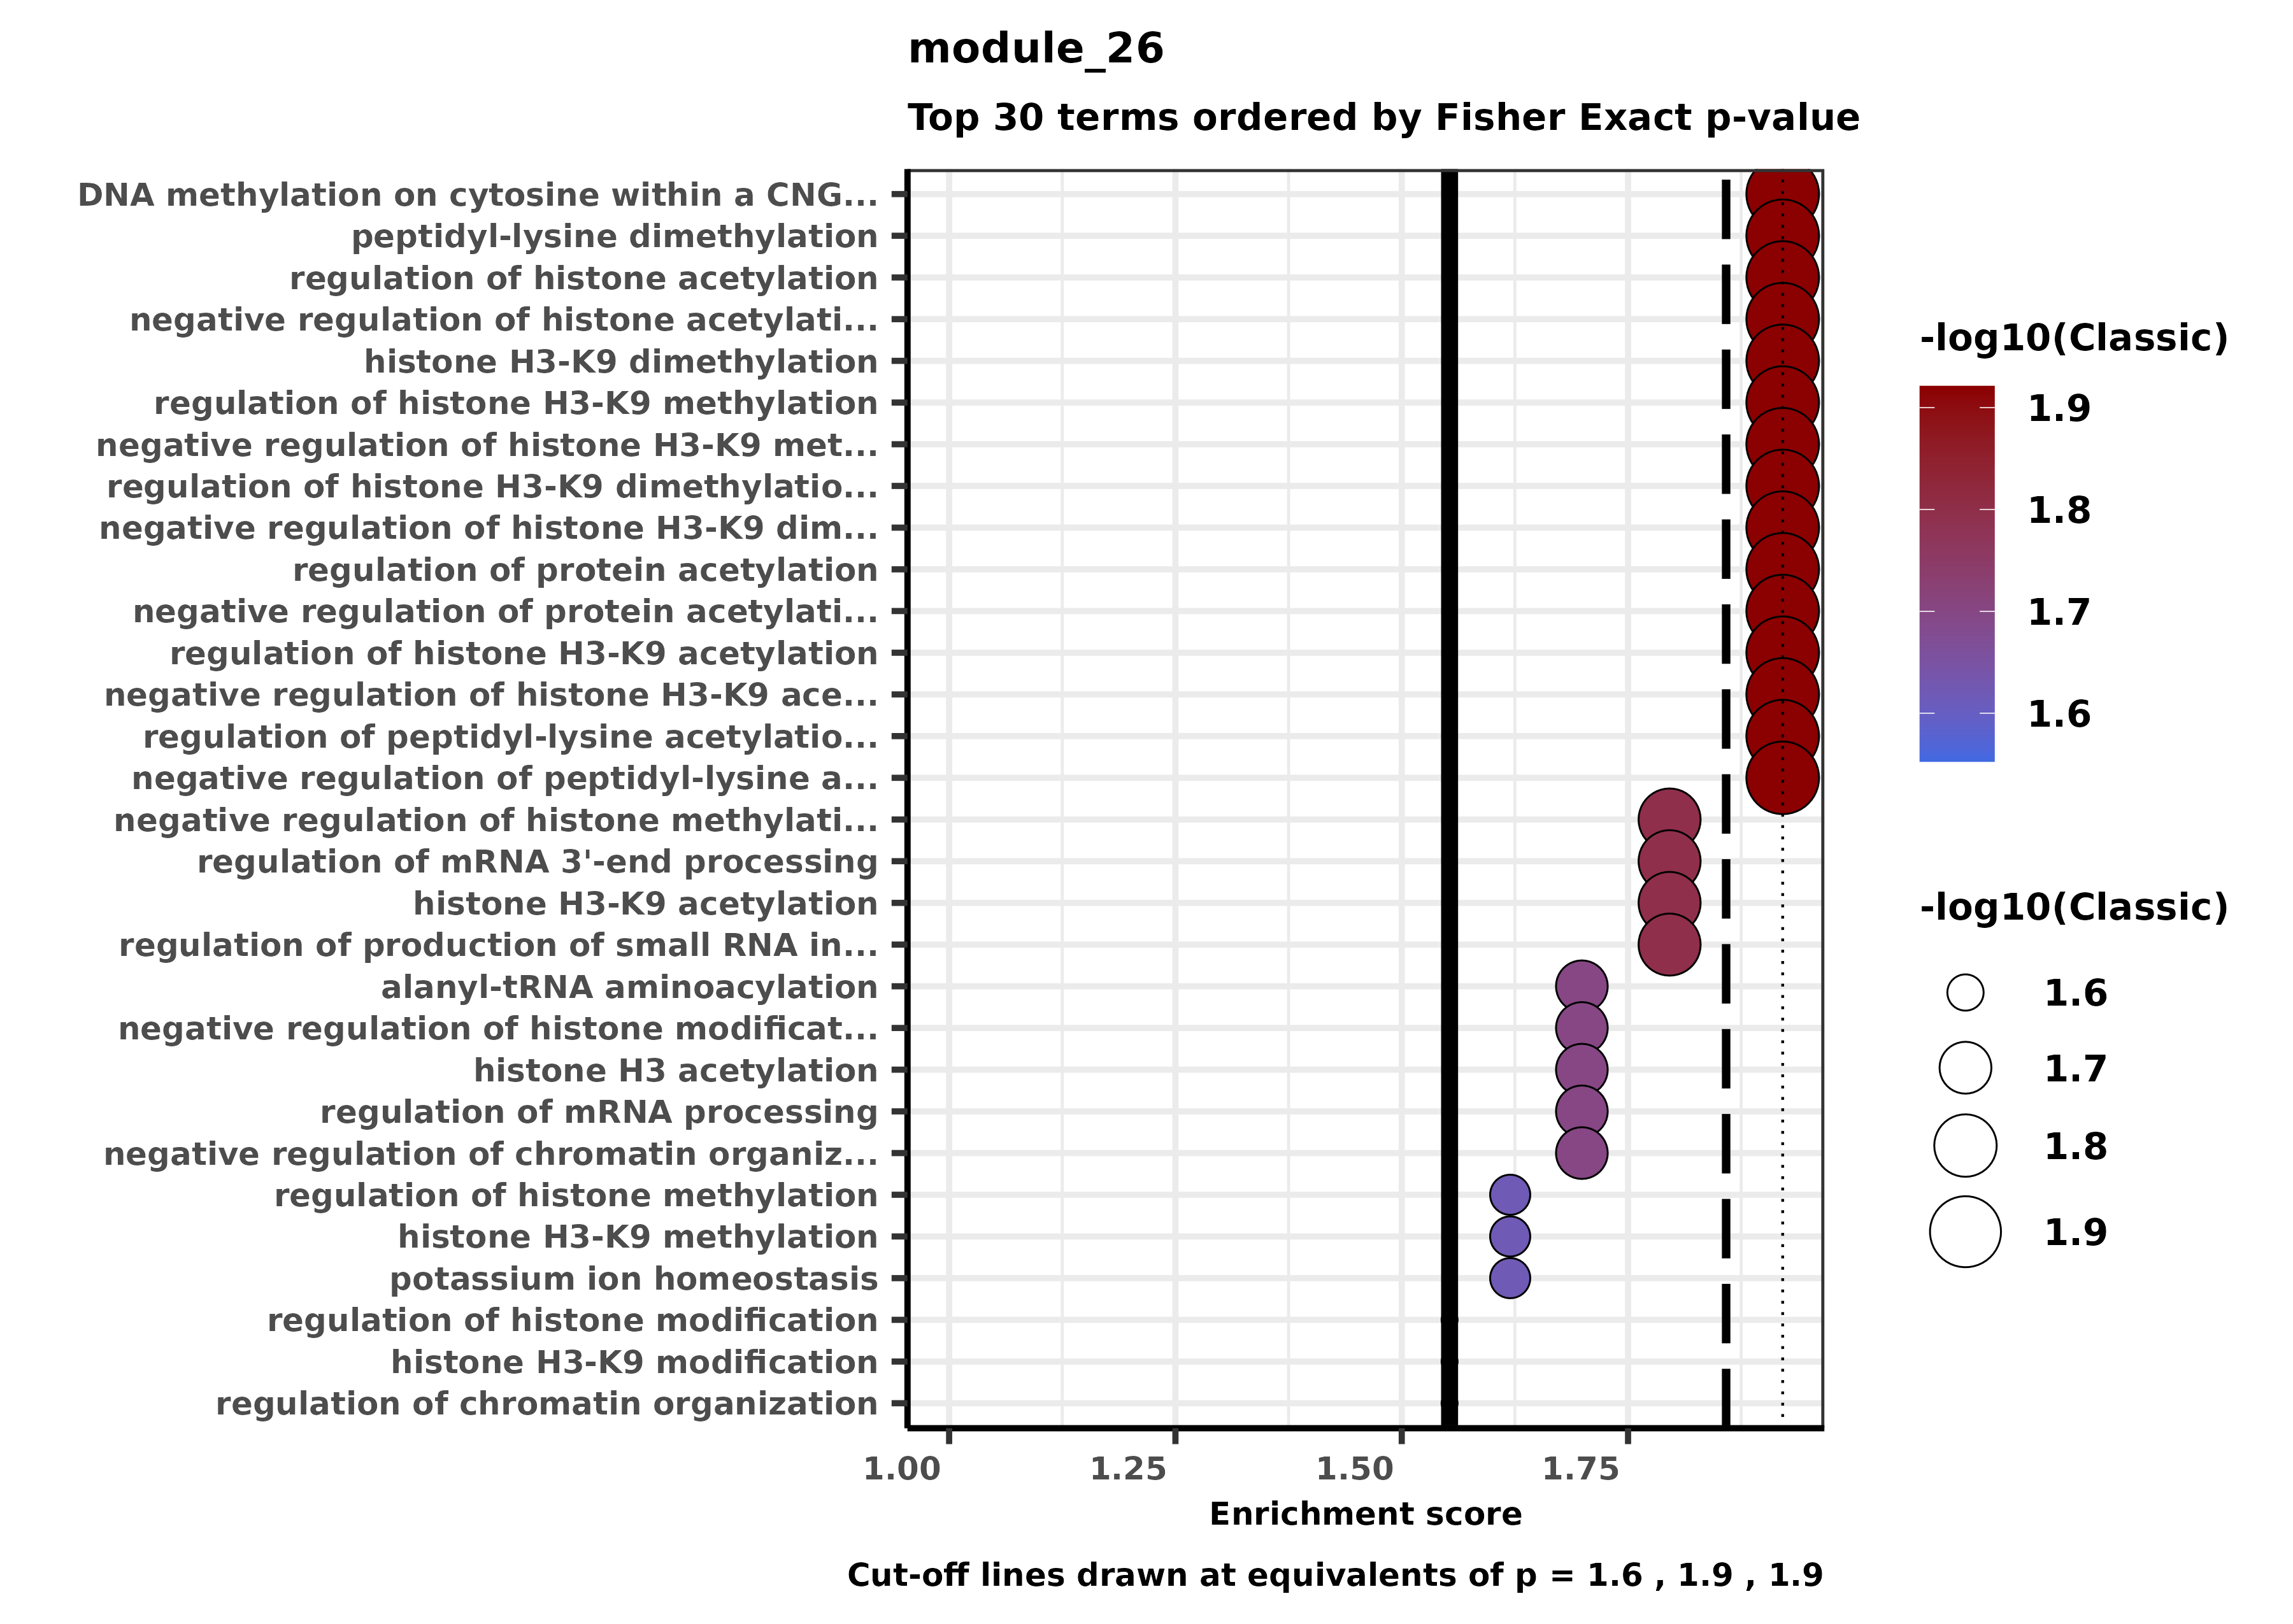 module_26
Top 30 terms ordered by Fisher Exact p-value
DNA methylation on cytosine within a CNG...
peptidyl-lysine dimethylation
regulation of histone acetylation
negative regulation of histone acetylati...
histone H3-K9 dimethylation
regulation of histone H3-K9 methylation
negative regulation of histone H3-K9 met...
regulation of histone H3-K9 dimethylatio...
negative regulation of histone H3-K9 dim...
regulation of protein acetylation
negative regulation of protein acetylati...
regulation of histone H3-K9 acetylation
negative regulation of histone H3-K9 ace...
regulation of peptidyl-lysine acetylatio...
negative regulation of peptidyl-lysine a...
negative regulation of histone methylati...
regulation of mRNA 3'-end processing
histone H3-K9 acetylation
regulation of production of small RNA in...
alanyl-tRNA aminoacylation
negative regulation of histone modificat...
histone H3 acetylation
regulation of mRNA processing
negative regulation of chromatin organiz...
regulation of histone methylation
histone H3-K9 methylation
potassium ion homeostasis
regulation of histone modification
histone H3-K9 modification
regulation of chromatin organization
1.00 1.25 1.50 1.75
Enrichment score
Cut-off lines drawn at equivalents of p = 1.6 , 1.9 , 1.9
-log10(Classic)
1.9
1.8
1.7
1.6
-log10(Classic)
1.6
1.7
1.8
1.9